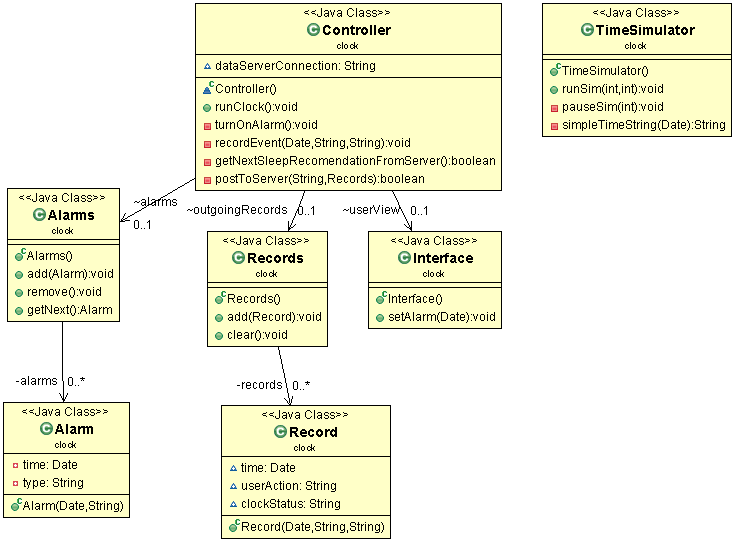 <<Java Class>>
Controller
clock
dataServerConnection: String
Controller()
runClock():void
turnOnAlarm():void
recordEvent(Date,String,String):void
getNextSleepRecomendationFromServer():boolean
postToServer(String,Records):boolean
<<Java Class>>
TimeSimulator
clock
TimeSimulator()
runSim(int,int):void
pauseSim(int):void
simpleTimeString(Date):String
~alarms
0..1
~outgoingRecords
0..1
~userView
0..1
<<Java Class>>
Alarms
clock
Alarms()
add(Alarm):void
remove():void
getNext():Alarm
<<Java Class>>
Records
clock
Records()
add(Record):void
clear():void
<<Java Class>>
Interface
clock
Interface()
setAlarm(Date):void
-alarms
0..*
-records
0..*
<<Java Class>>
Alarm
clock
time: Date
type: String
Alarm(Date,String)
<<Java Class>>
Record
clock
time: Date
userAction: String
clockStatus: String
Record(Date,String,String)